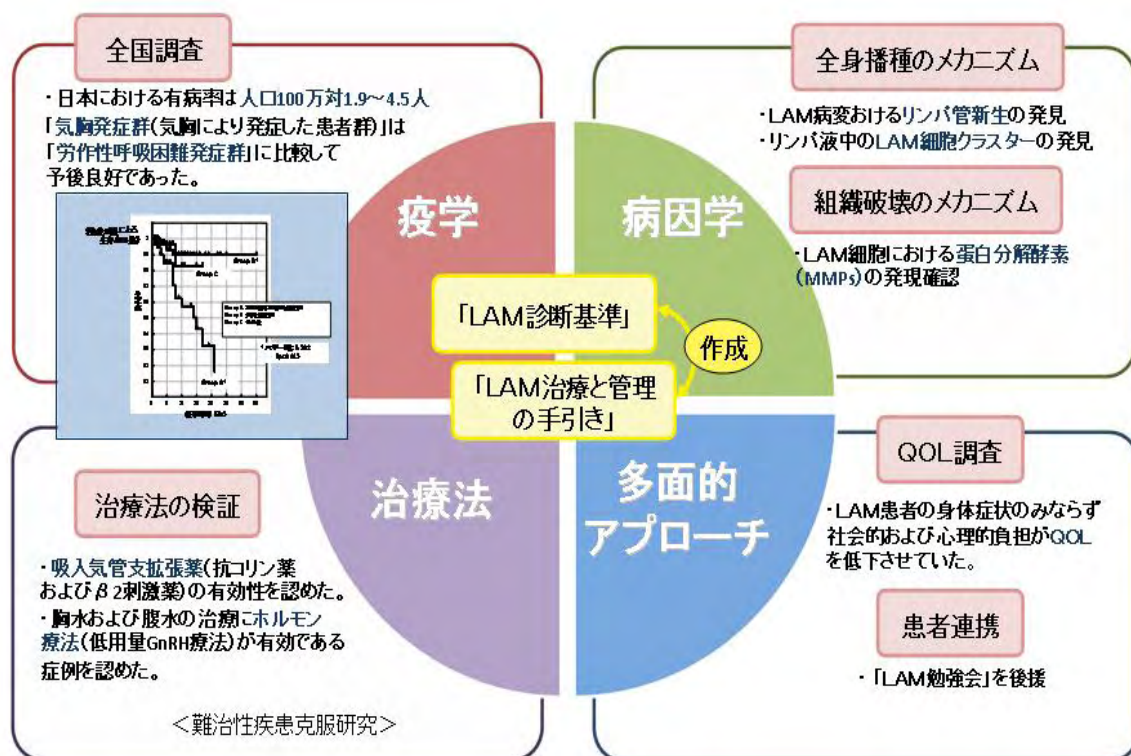 全国調査
・日本における有病率は人口100万対1.9～4.5人
「気胸発症群(気胸により発症した患者群)」は
「労作性呼吸困難発症群」に比較して
予後良好であった。
疫学
病因学
全身播種のメカニズム
・LAM病変おけるリンパ管新生の発見
・リンパ液中のLAM細胞クラスターの発見
組織破壊のメカニズム
・LAM細胞における蛋白分解酵素
(MMPs)の発現確認
「LAM診断基準」
作成
「LAM治療と管理
の手引き」
治療法
多面的
アプローチ
治療法の検証
・吸入気管支拡張薬(抗コリン薬
およびβ2刺激薬)の有効性を認めた。
・胸水および腹水の治療にホルモン
療法(低用量GnRH療法)が有効である
症例を認めた。
＜難治性疾患克服研究＞
QOL調査
・LAM患者の身体症状のみならず
社会的および心理的負担がQOL
を低下させていた。
患者連携
・「LAM勉強会」を後援